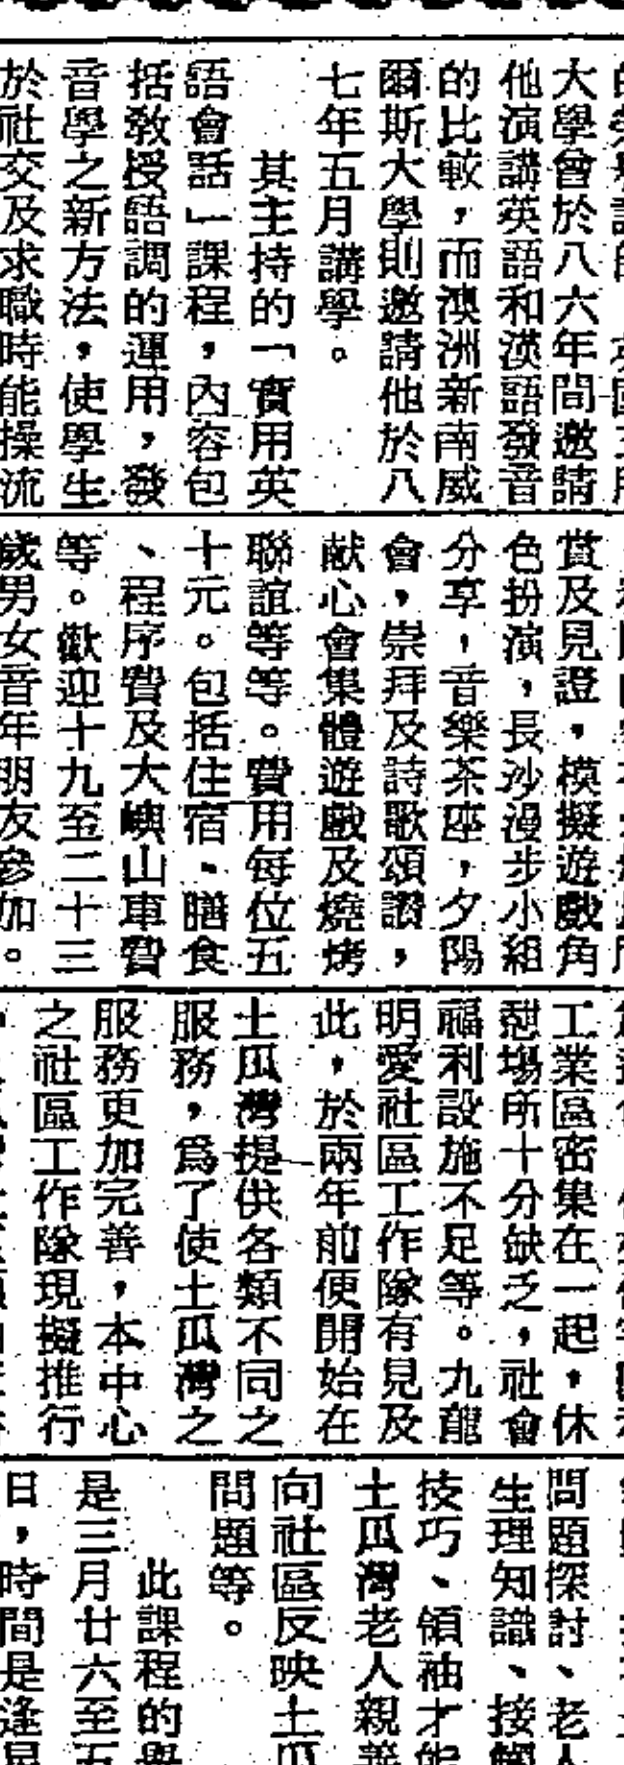 大學會於八六年間邀請
他演講英語和漢語發音
的比較，而澳洲新南威
爾斯大學則邀請他於八
七年五月講學。
其主持的「實用英
語會話」課程，內容包
括教授語調的運用，發
音學之新方法，使學生
於社交及求職時能操流
賞及見證，模擬遊戲角
色扮演，長沙漫步小組
分享，音樂茶座，夕陽
會，崇拜及詩歌頌讚，
献心會集體遊戲及燒烤
聯誼等等。費用每位五
十元。包括住宿、膳食
、程序費及大嶼山車費
等。歡迎十九至二十三
歲男女音年朋友參加。
工業區密集在一起，休
憇場所十分缺乏，社會
福利設施不足等。九龍
明愛社區工作隊有見及
此，於兩年前便開始在
土瓜灣提供各類不同之
服務，爲了使土瓜灣之
服務更加完善，本中心
之社區工作隊現擬推行
問題探討、老人
生理知識、接觸
技巧、領袖才能
土瓜灣老人親善
向社區反映土瓜
問題等。
此課程的舉
是三月廿六至五
日，時間是逢星